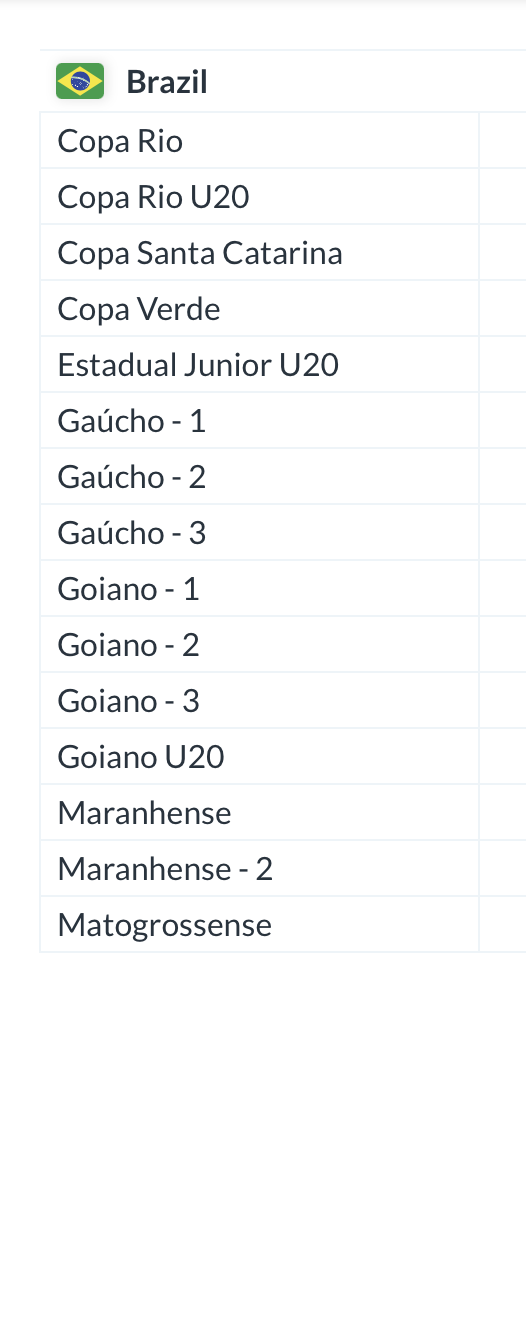 Brazil
Copa Rio
Copa Rio U20
Copa Santa Catarina
Copa Verde
Estadual Junior U20
Gaúcho - 1
Gaúcho - 2
Gaúcho - 3
Goiano - 1
Goiano - 2
Goiano - 3
Goiano U20
Maranhense
Maranhense - 2
Matogrossense